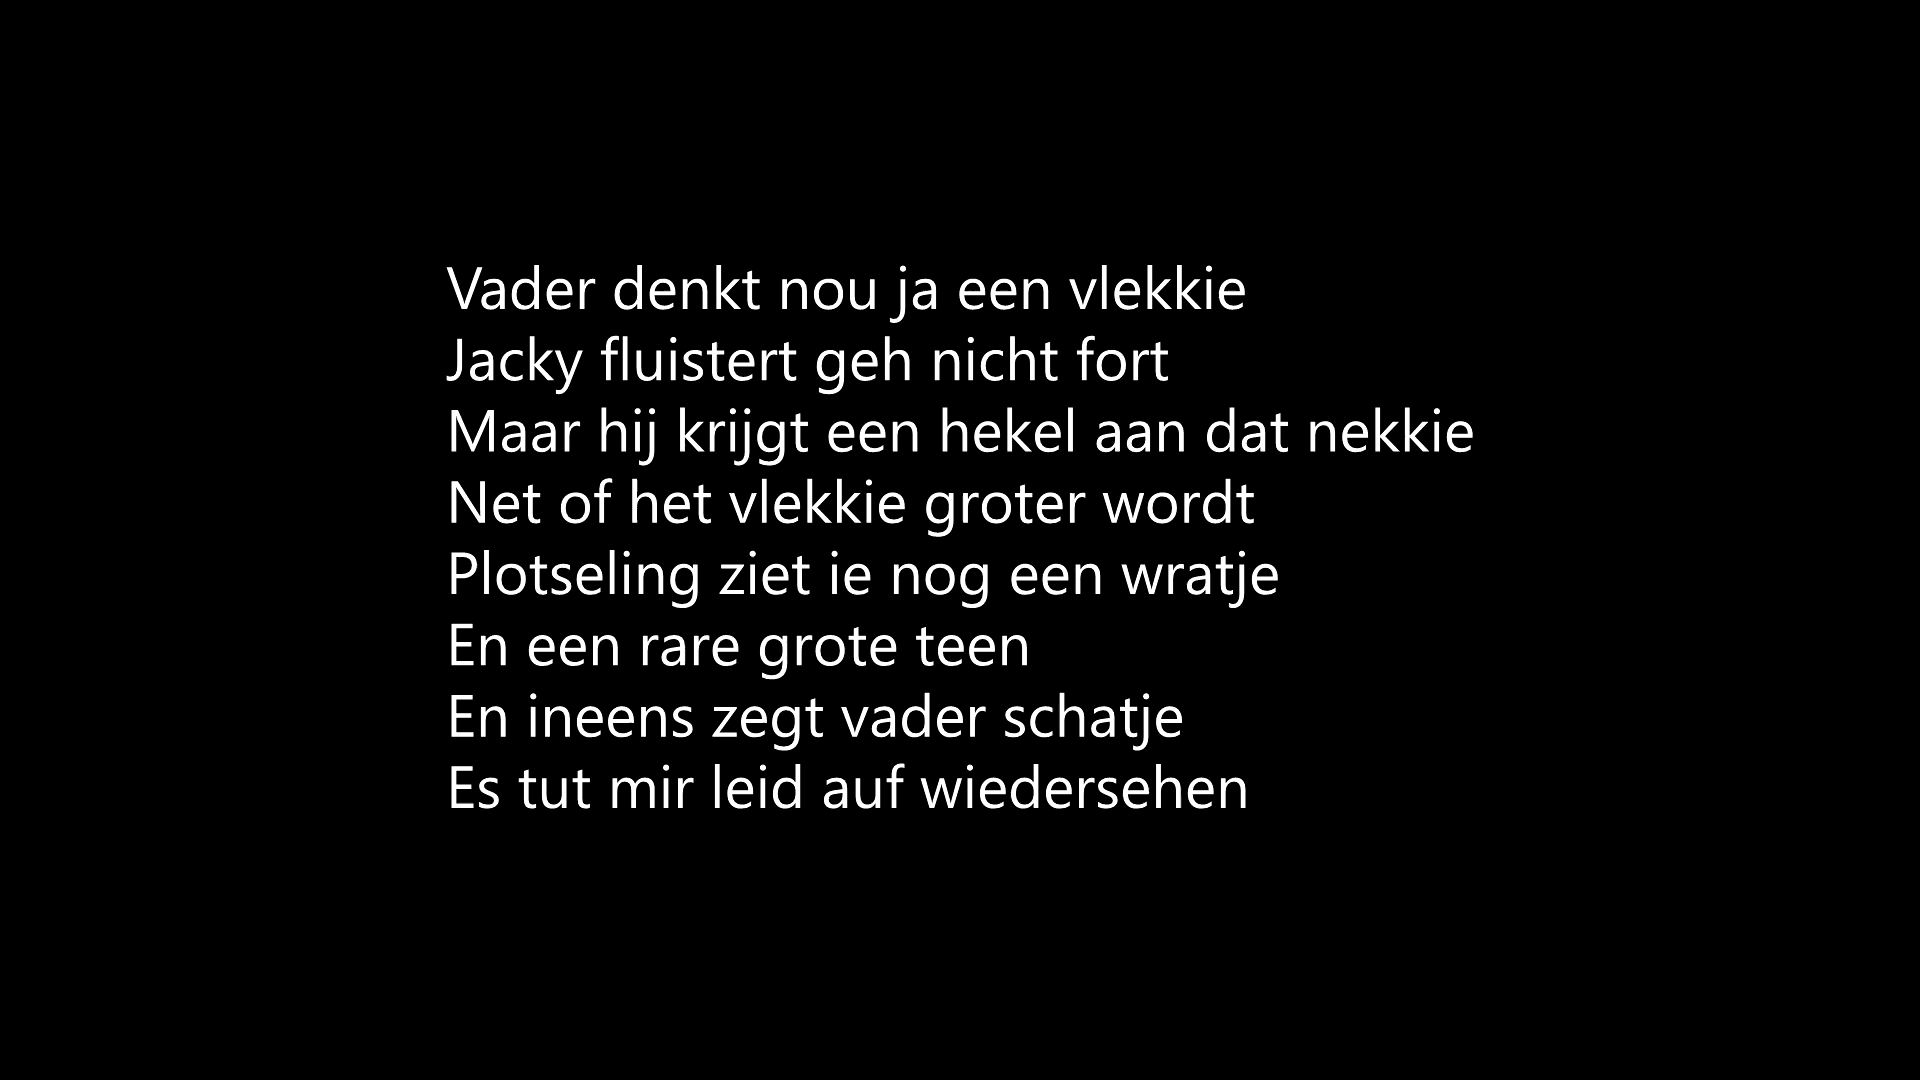 Vader denkt nou ja een vlekkie
Jacky fluistert geh nicht fort
Maar hij krijgt een hekel aan dat nekkie
Net of het vlekkie groter wordt
Plotseling ziet ie nog een wratje
En een rare grote teen
En ineens zegt vader schatje
Es tut mir leid auf wiedersehen